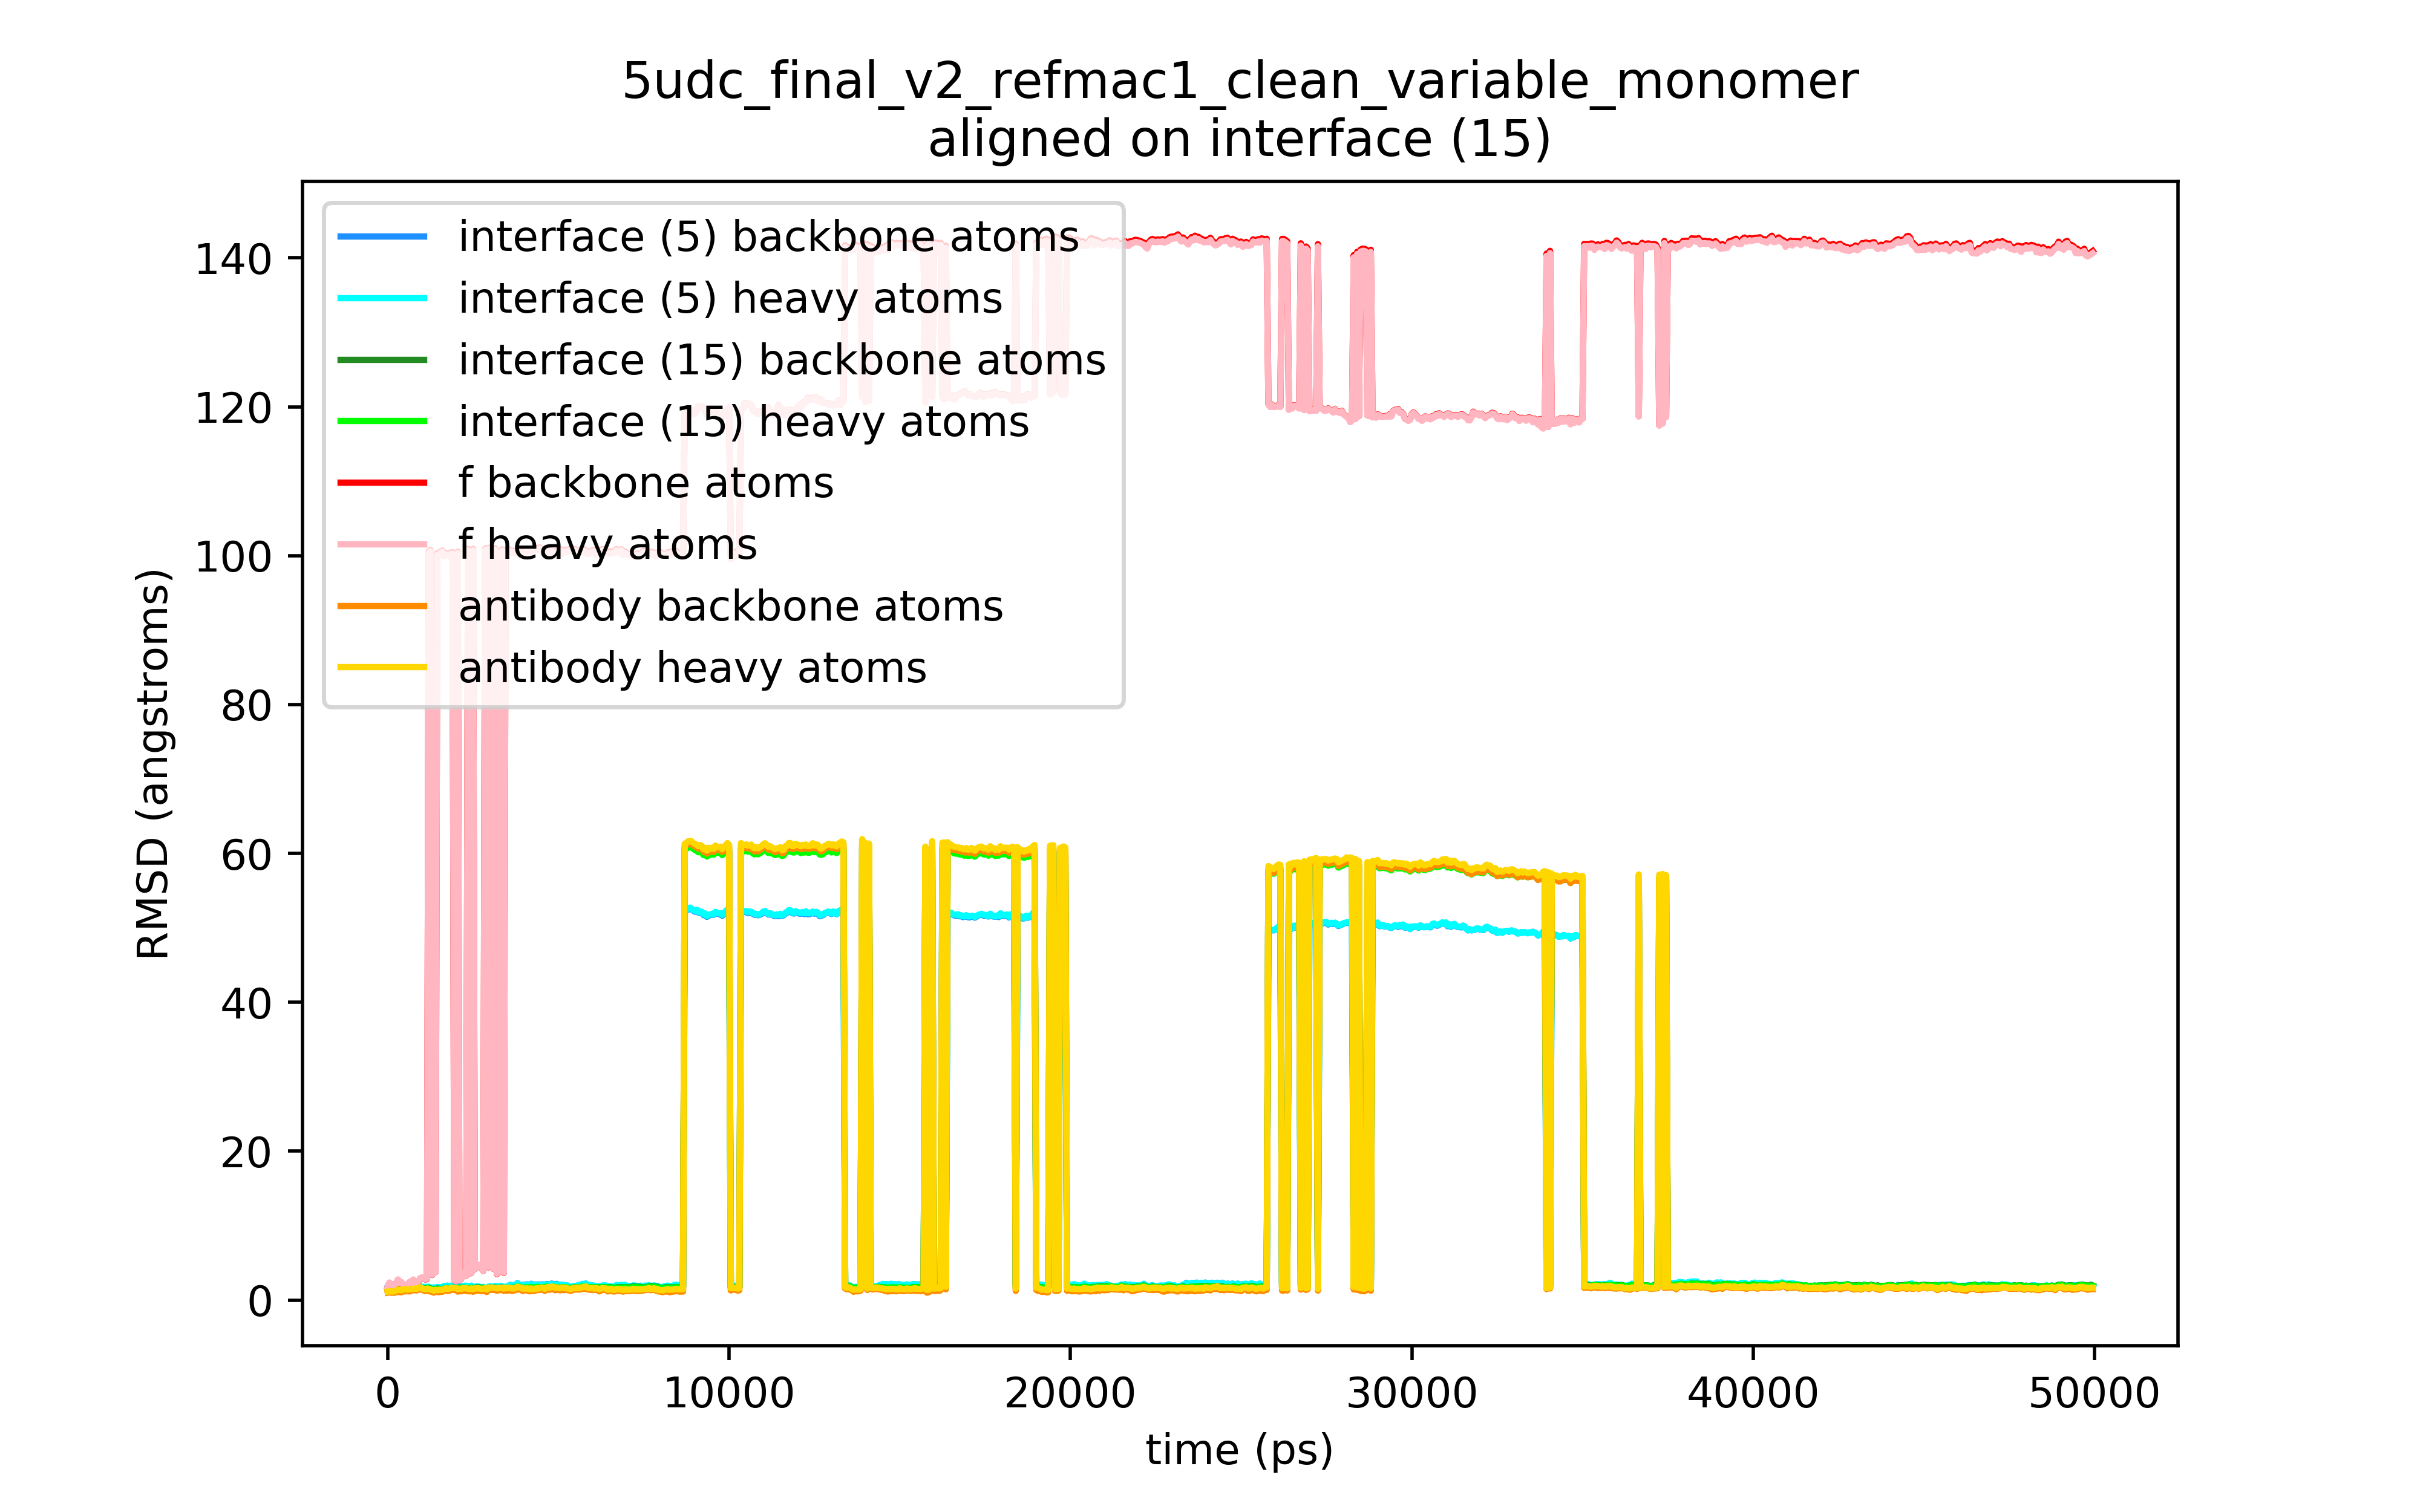 5udc_final_v2_refmac1_clean_variable_monomer
aligned on interface (15)
interface (5) backbone atoms
interface (5) heavy atoms
interface (15) backbone atoms
interface (15) heavy atoms
f backbone atoms
f heavy atoms
antibody backbone atoms
antibody heavy atoms
RMSD (angstroms)
140
120
100
80
60
40
20
0
0
10000
20000
30000
40000
50000
time (ps)